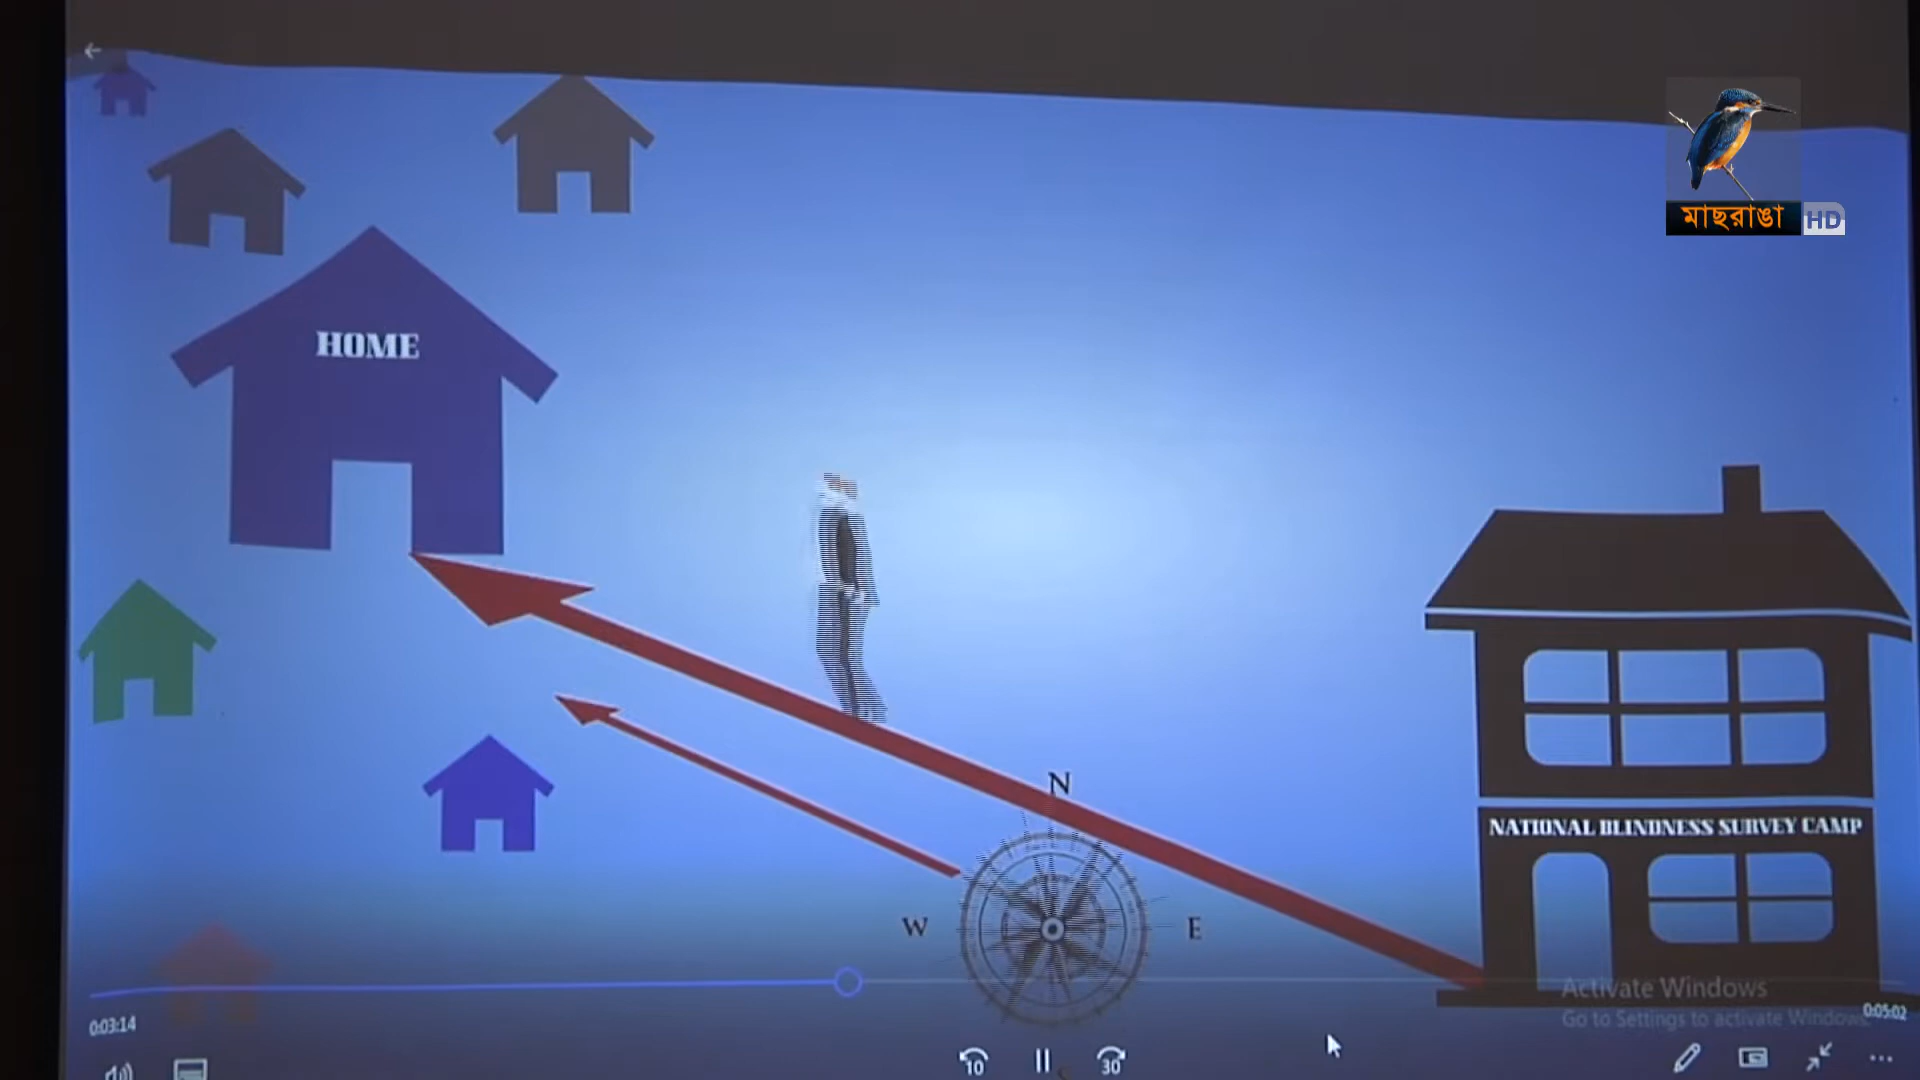 মাছরাঙা HD
HOME
N
NATIONAL BLINDNESS SURVEY CAMP
W
E
Activate Windows
Go to Settings to activate Windows.
0:03:14
0:05:02
10
30